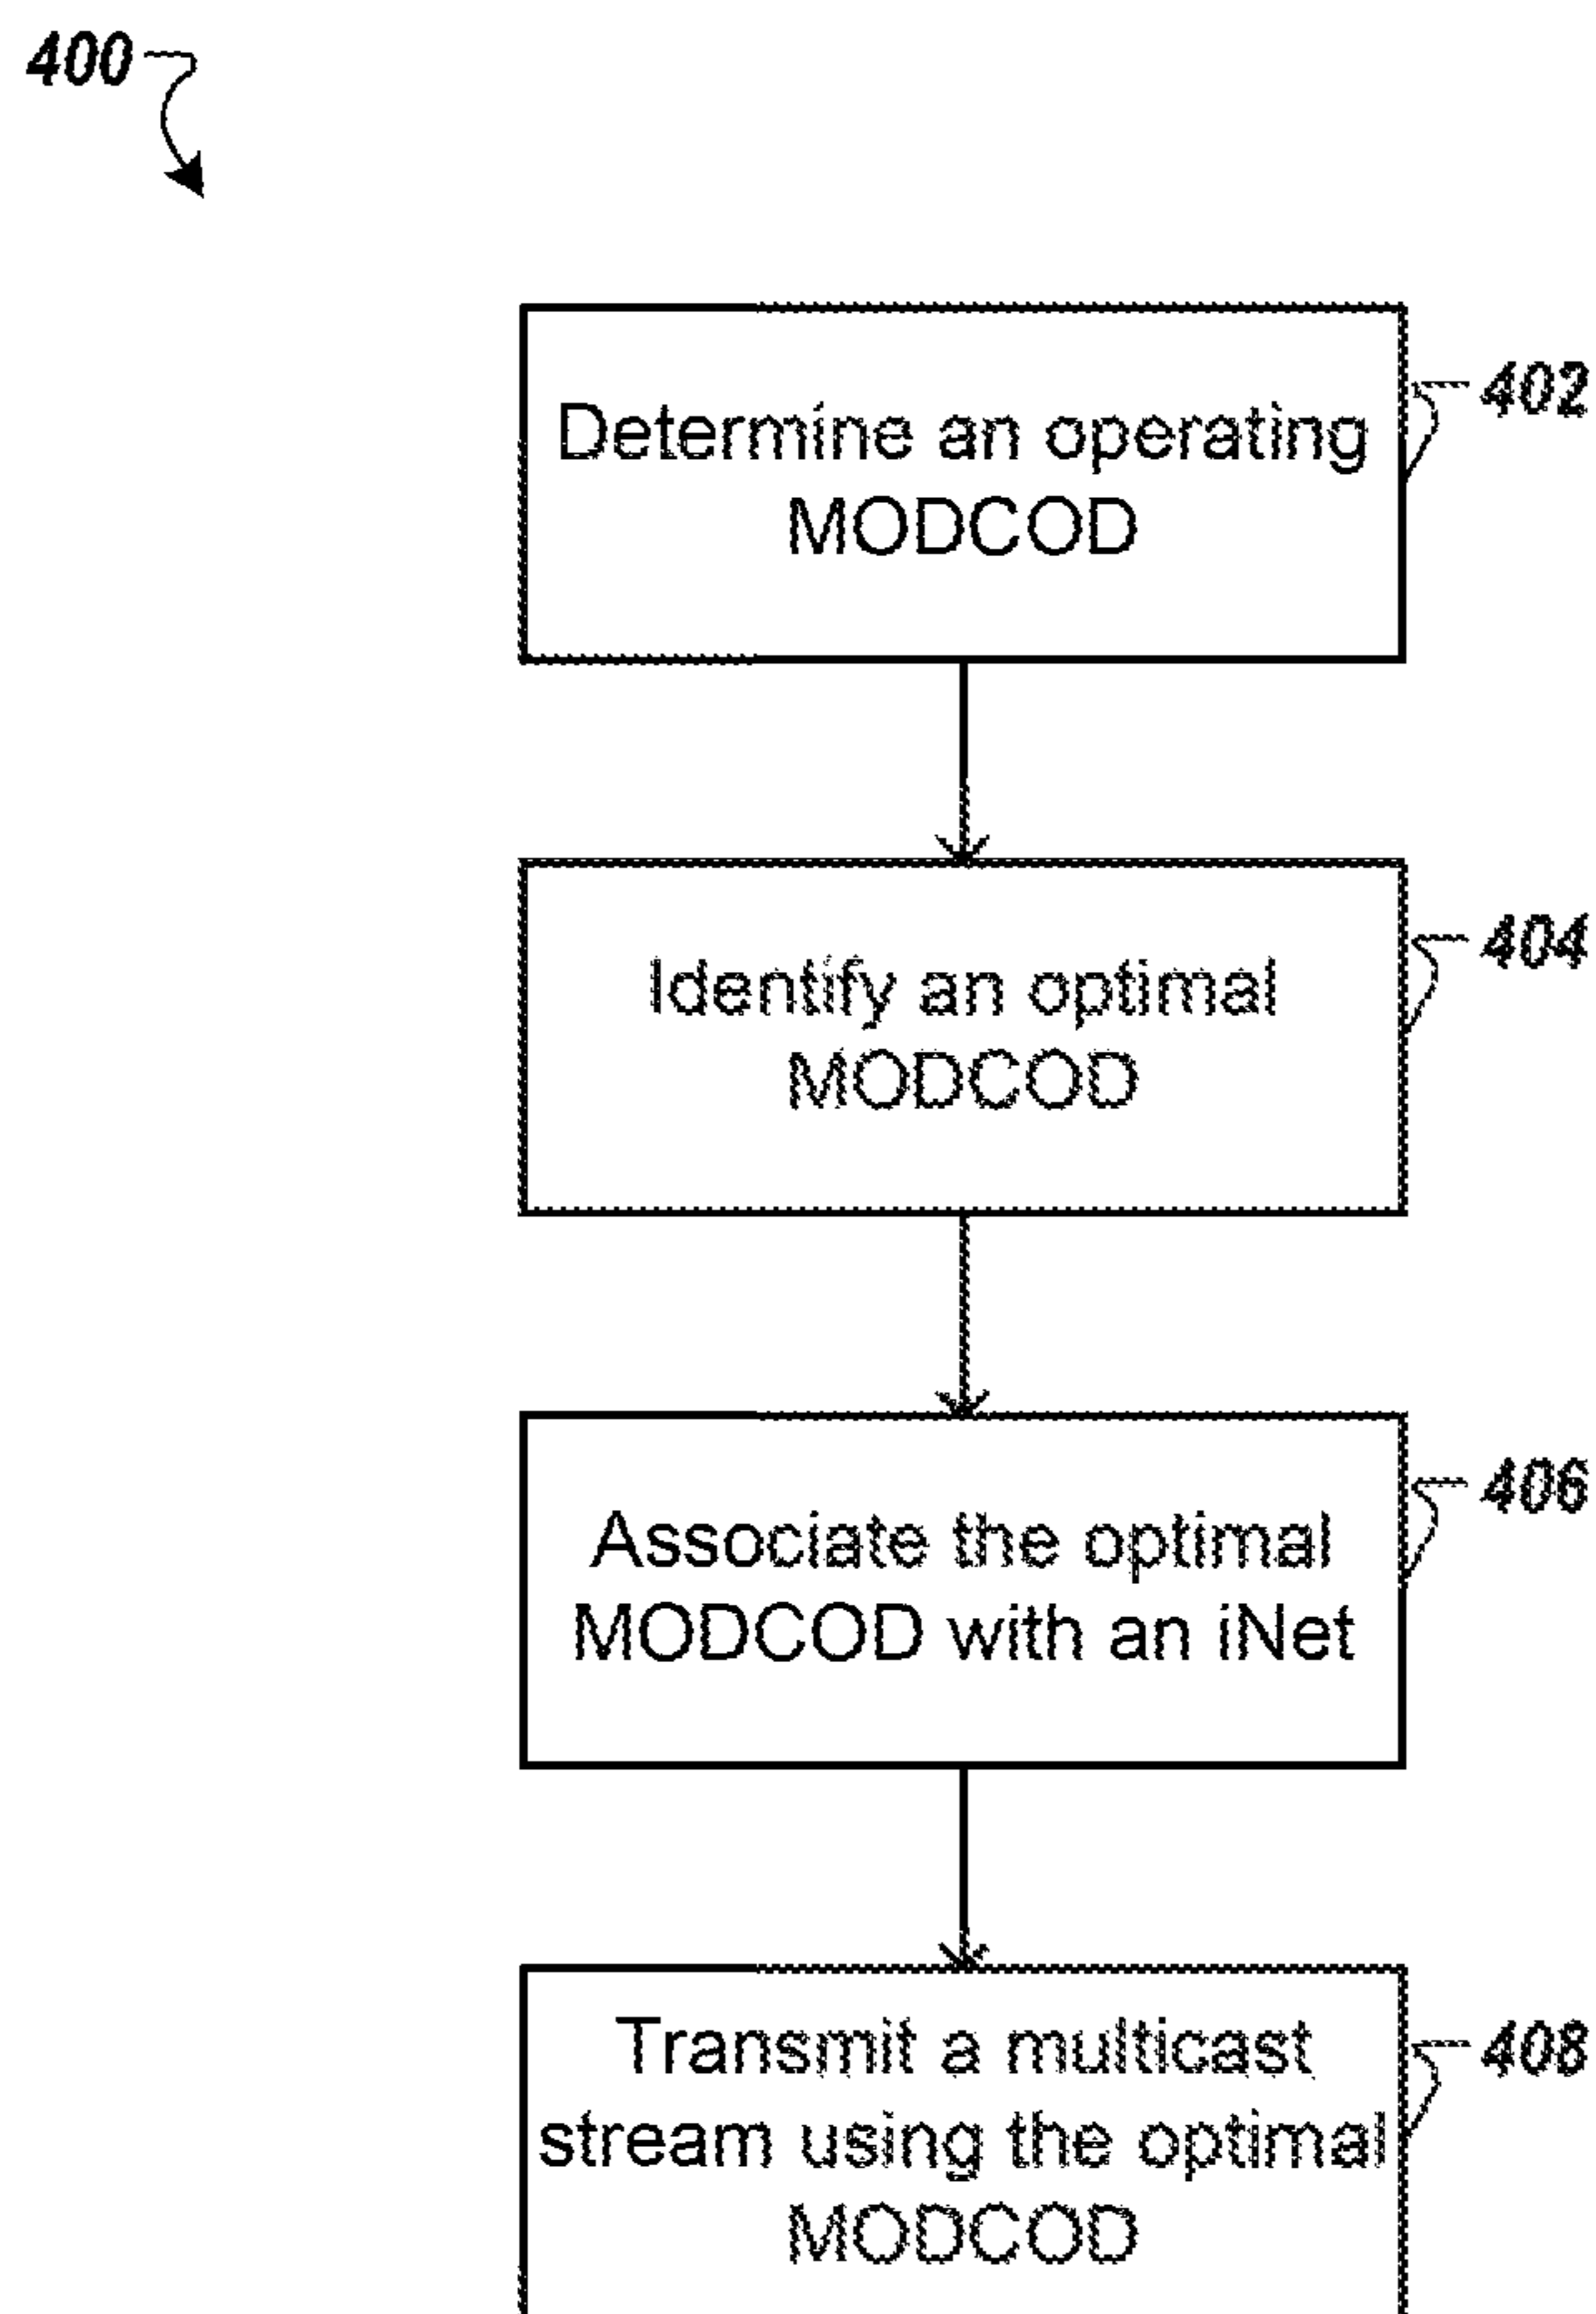 400
Determine an operating
MODCOD
402
Identify an optimal
MODCOD
404
Associate the optimal
MODCOD with an iNet
406
Transmit a multicast
stream using the optimal
MODCOD
408